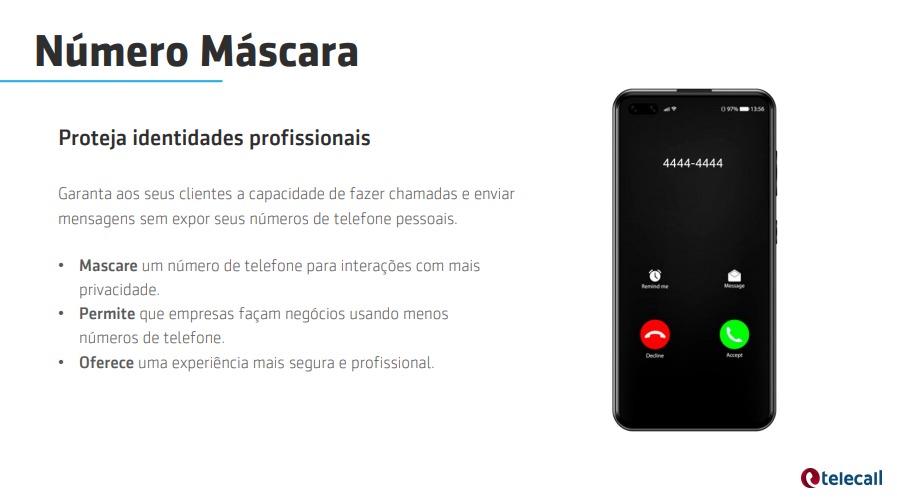 Número Máscara
Proteja identidades profissionais
Garanta aos seus clientes a capacidade de fazer chamadas e enviar
mensagens sem expor seus números de telefone pessoais.
• Mascare um número de telefone para interações com mais
privacidade.
• Permite que empresas façam negócios usando menos
números de telefone.
• Oferece uma experiência mais segura e profissional.
97% 13:56
4444-4444
Remind me
Message
Decline
Accept
telecall